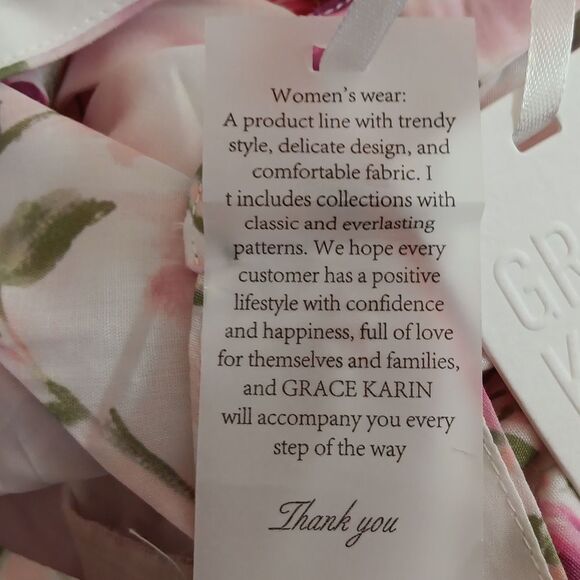 Women's wear:
A product line with trendy
style, delicate design, and
comfortable fabric. I
t includes collections with
classic and everlasting
patterns. We hope every
customer has a positive
lifestyle with confidence
and happiness, full of love
for themselves and families,
and GRACE KARIN
will accompany you every
step of the way
Thank you